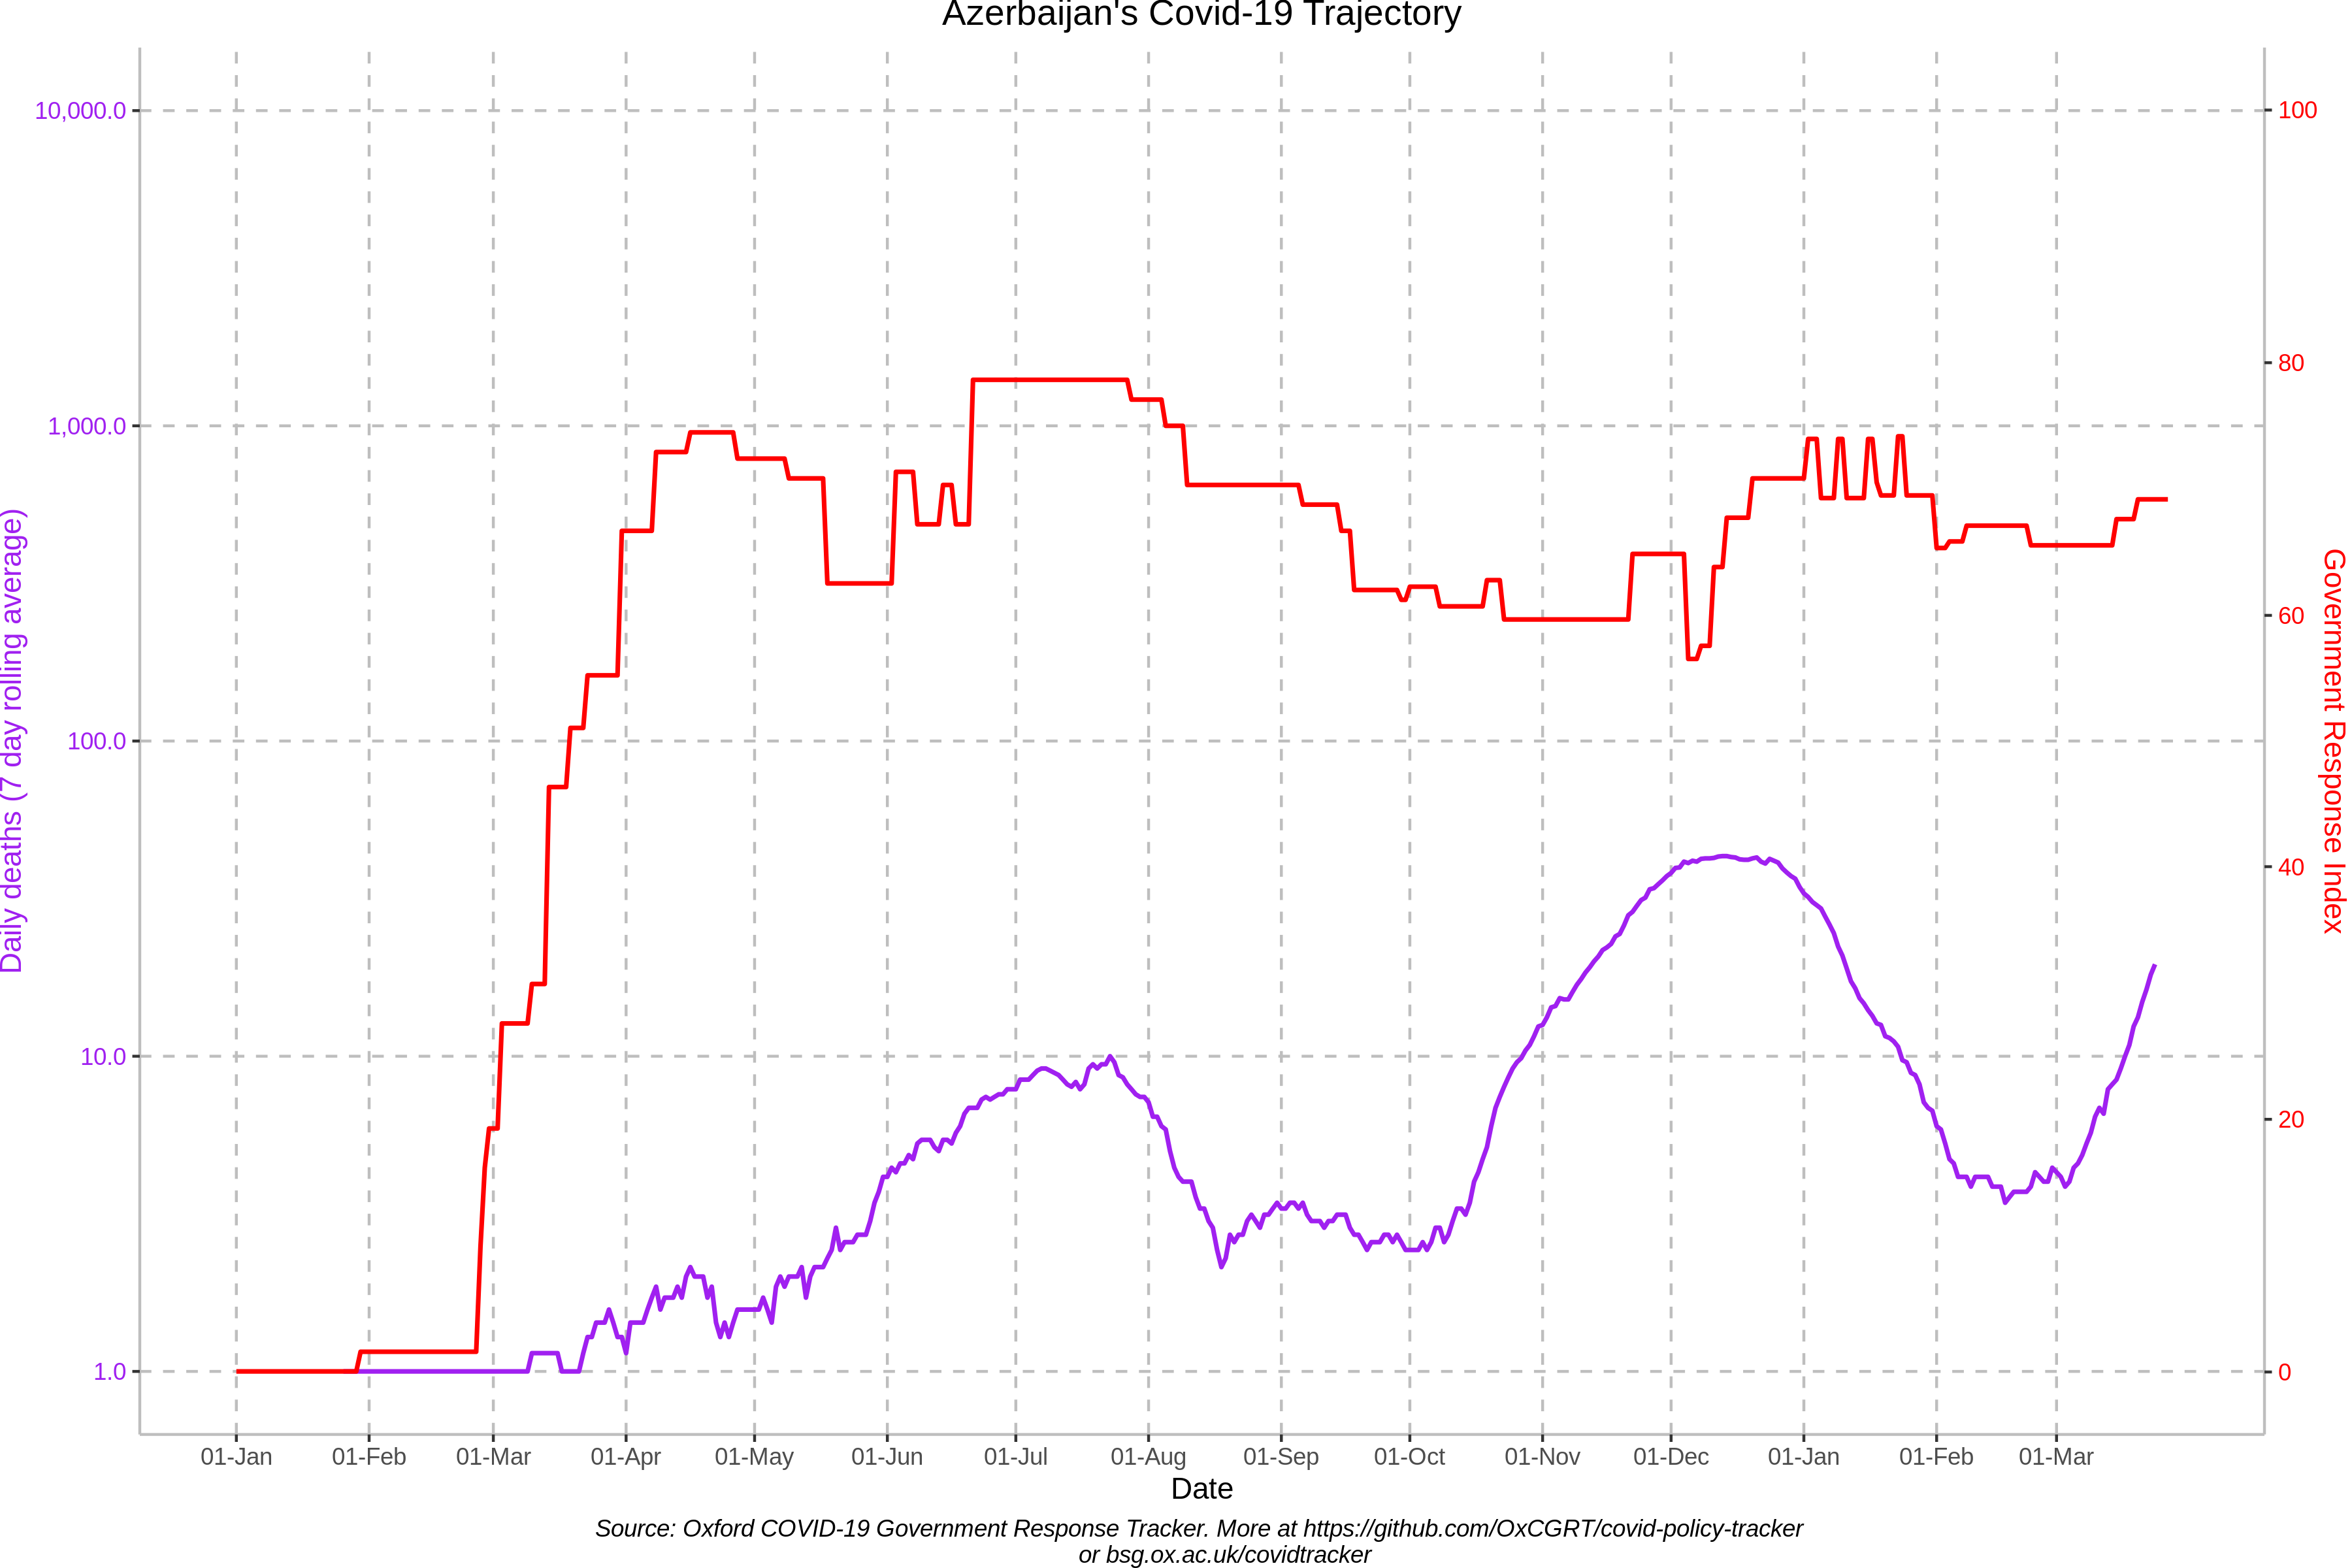 Azerbaijan's Covid-19 Trajectory
10,000.0
1,000.0
100.0
10.0
1.0
Daily deaths (7 day rolling average)
100
80
60
40
20
0
Government Response Index
01-Jan 01-Feb 01-Mar 01-Apr 01-May 01-Jun 01-Jul 01-Aug 01-Sep 01-Oct 01-Nov 01-Dec 01-Jan 01-Feb 01-Mar
Date
Source: Oxford COVID-19 Government Response Tracker. More at https://github.com/OxCGRT/covid-policy-tracker
or bsg.ox.ac.uk/covidtracker